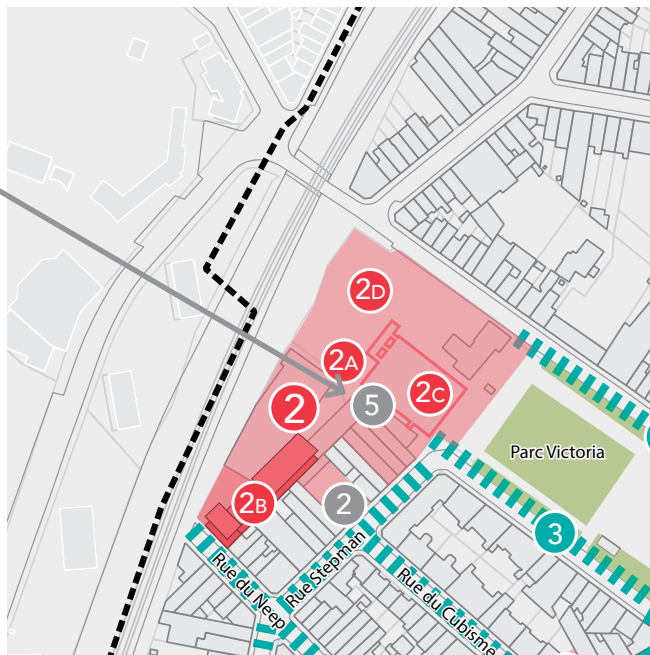 2D
2A
2C
2
5
Parc Victoria
2B
2
3
Rue Stepman
Rue du Neep
Rue du Cubisme